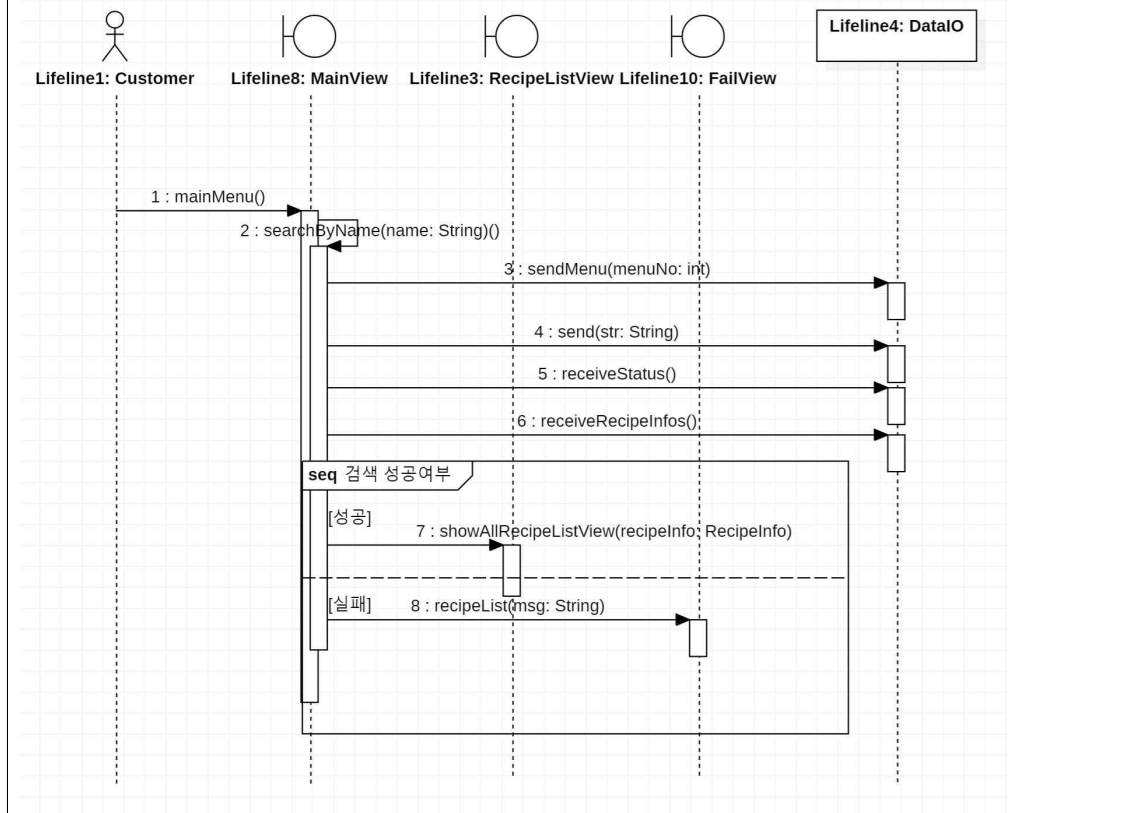 Lifeline1: Customer
Lifeline8: MainView
Lifeline3: RecipeListView
Lifeline10: FailView
Lifeline4: DataIO
1 : mainMenu()
2 : searchByName(name: String)()
3 : sendMenu(menuNo: int)
4 : send(str: String)
5 : receiveStatus()
6 : receiveRecipeInfos()
seq 검색 성공여부
[성공]
7 : showAllRecipeListView(recipeInfo: RecipeInfo)
[실패]
8 : recipeList(msg: String)